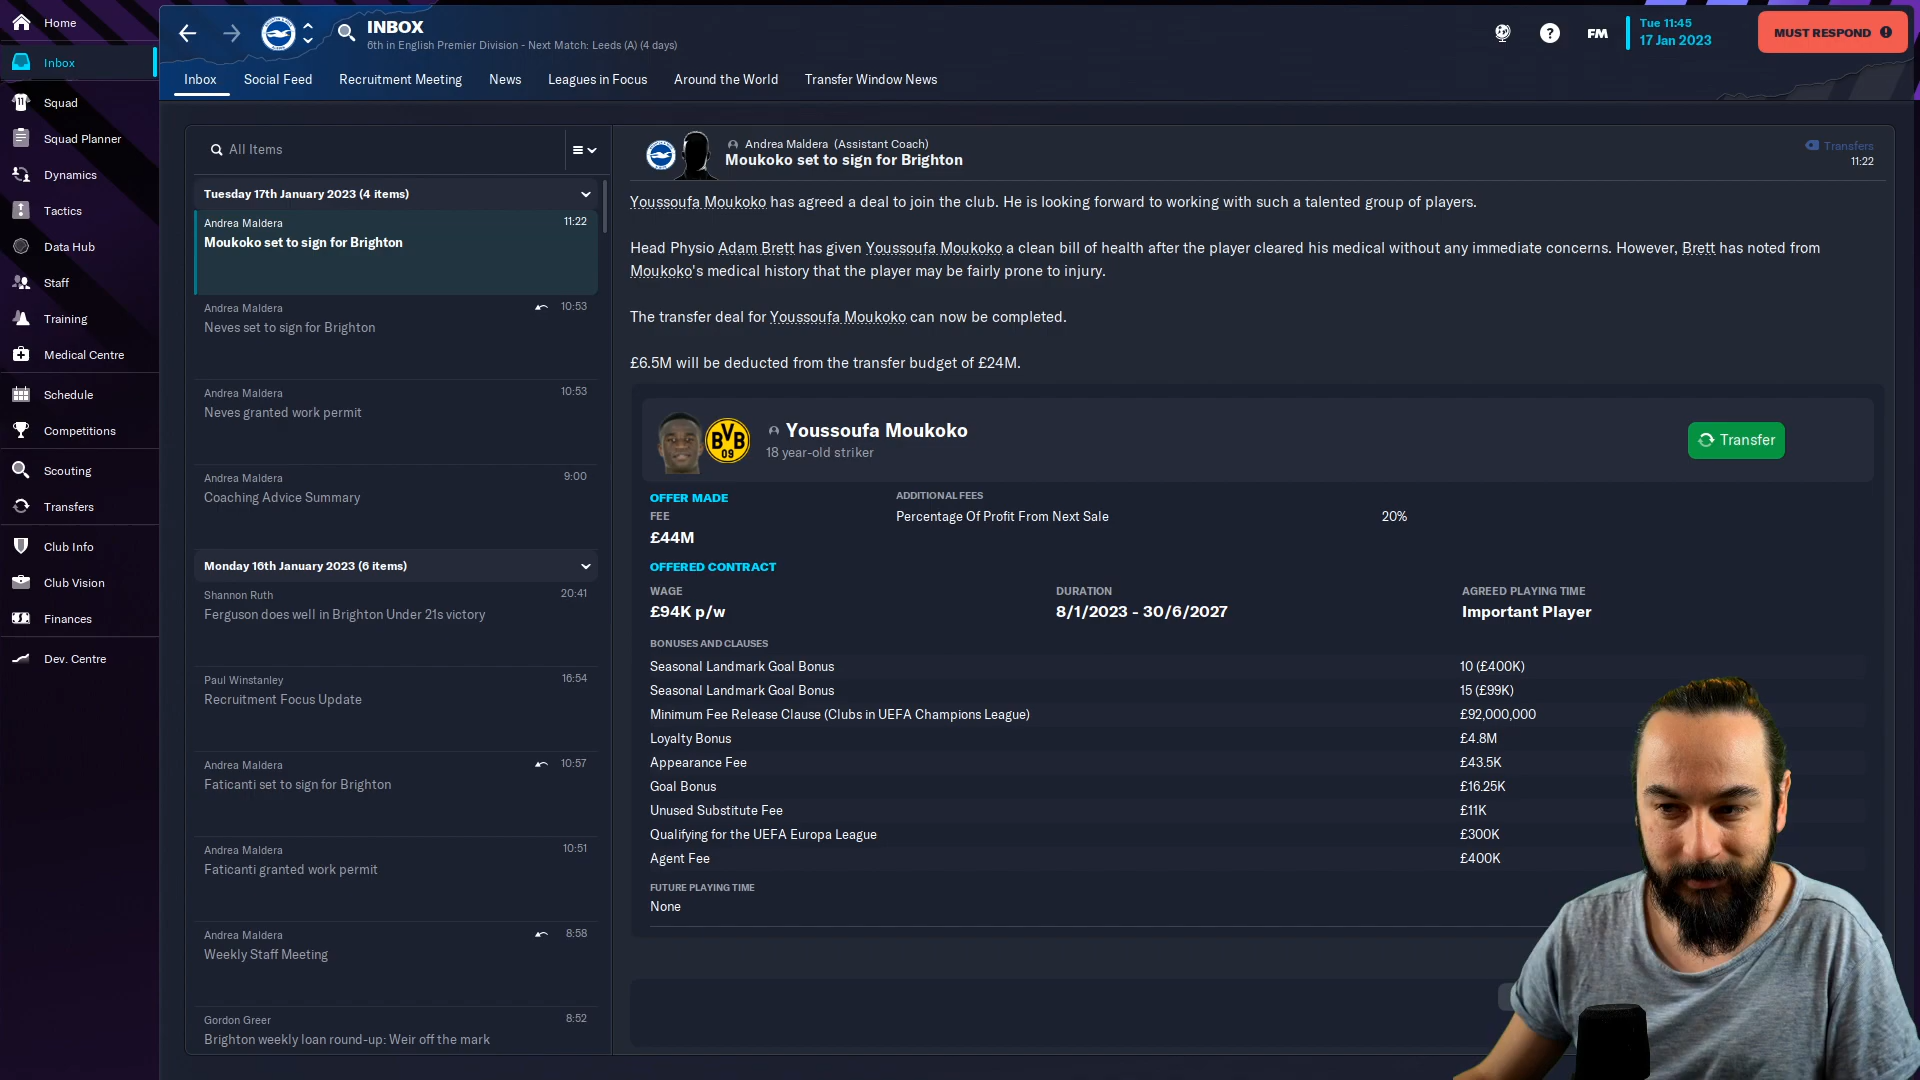 Home
Inbox
Squad
Squad Planner
Dynamics
Tactics
Data Hub
Staff
Training
Medical Centre
Schedule
Competitions
Scouting
Transfers
Club Info
Club Vision
Finances
Dev. Centre
INBOX
6th in English Premier Division - Next Match: Leeds (A) (4 days)
FM
Tue 11:45
17 Jan 2023
MUST RESPOND
Inbox Social Feed Recruitment Meeting News Leagues in Focus Around the World Transfer Window News
All Items
Tuesday 17th January 2023 (4 items)
Andrea Maldera 11:22
Moukoko set to sign for Brighton
Andrea Maldera 10:53
Neves set to sign for Brighton
Andrea Maldera 10:53
Neves granted work permit
Andrea Maldera 9:00
Coaching Advice Summary
Monday 16th January 2023 (6 items)
Shannon Ruth 20:41
Ferguson does well in Brighton Under 21s victory
Paul Winstanley 16:54
Recruitment Focus Update
Andrea Maldera 10:57
Faticanti set to sign for Brighton
Andrea Maldera 10:51
Faticanti granted work permit
Andrea Maldera 8:58
Weekly Staff Meeting
Gordon Greer 8:52
Brighton weekly loan round-up: Weir off the mark
Andrea Maldera (Assistant Coach)
Moukoko set to sign for Brighton
Transfers
11:22
Youssoufa Moukoko has agreed a deal to join the club. He is looking forward to working with such a talented group of players.
Head Physio Adam Brett has given Youssoufa Moukoko a clean bill of health after the player cleared his medical without any immediate concerns. However, Brett has noted from
Moukoko's medical history that the player may be fairly prone to injury.
The transfer deal for Youssoufa Moukoko can now be completed.
£6.5M will be deducted from the transfer budget of £24M.
BVB
09
Youssoufa Moukoko
18 year-old striker
Transfer
OFFER MADE
FEE
£44M
ADDITIONAL FEES
Percentage Of Profit From Next Sale 20%
OFFERED CONTRACT
WAGE DURATION AGREED PLAYING TIME
£94K p/w 8/1/2023 - 30/6/2027 Important Player
BONUSES AND CLAUSES
Seasonal Landmark Goal Bonus 10 (£400K)
Seasonal Landmark Goal Bonus 15 (£99K)
Minimum Fee Release Clause (Clubs in UEFA Champions League) £92,000,000
Loyalty Bonus £4.8M
Appearance Fee £43.5K
Goal Bonus £16.25K
Unused Substitute Fee £11K
Qualifying for the UEFA Europa League £300K
Agent Fee £400K
FUTURE PLAYING TIME
None